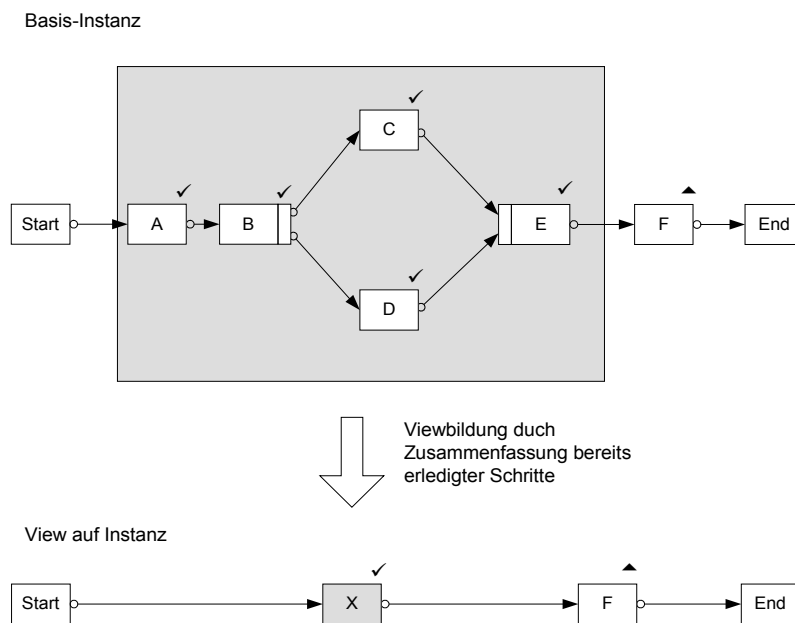 Basis-Instanz
C
Start
A
B
E
F
End
D
Viewbildung duch
Zusammenfassung bereits
erledigter Schritte
View auf Instanz
Start
X
F
End